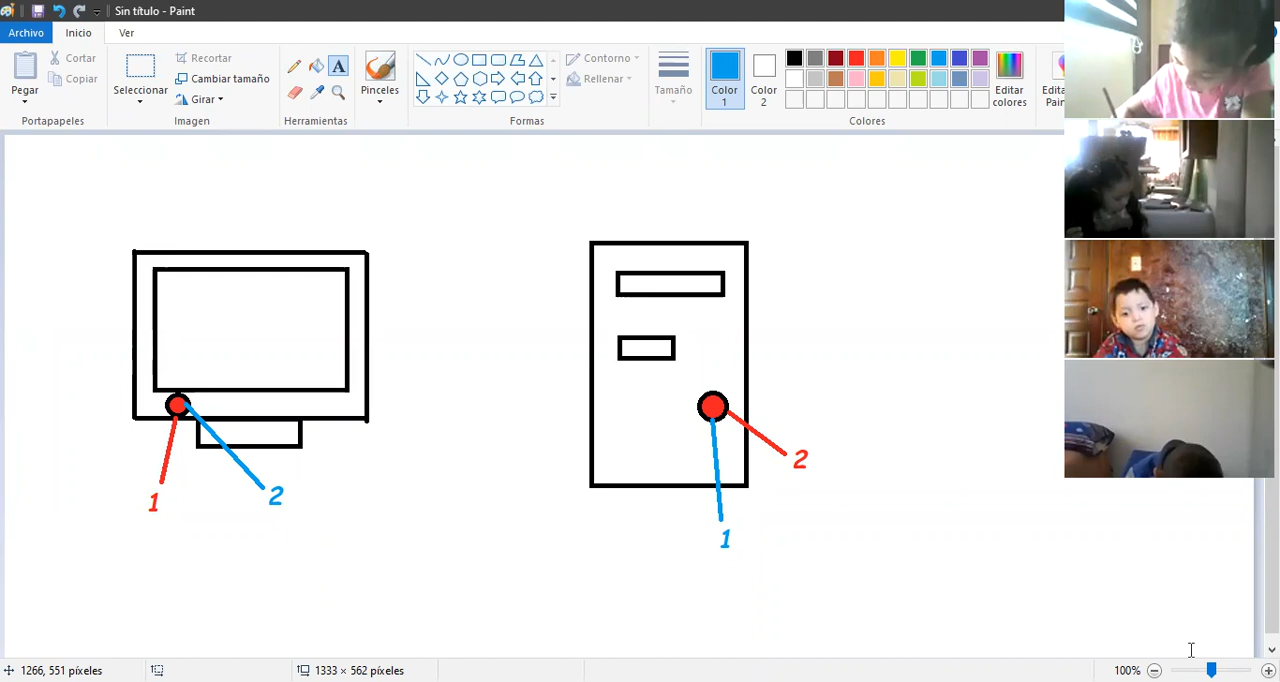 Sin título - Paint
Archivo Inicio Ver
Pegar
Cortar
Copiar
Portapapeles
Seleccionar
Recortar
Cambiar tamaño
Girar
Imagen
A
Herramientas
Pinceles
Contorno
Rellenar
Formas
Tamaño
Color
1
Color
2
Editar
colores
Colores
1
2
2
1
1266, 551 píxeles
1333 × 562 píxeles
100%